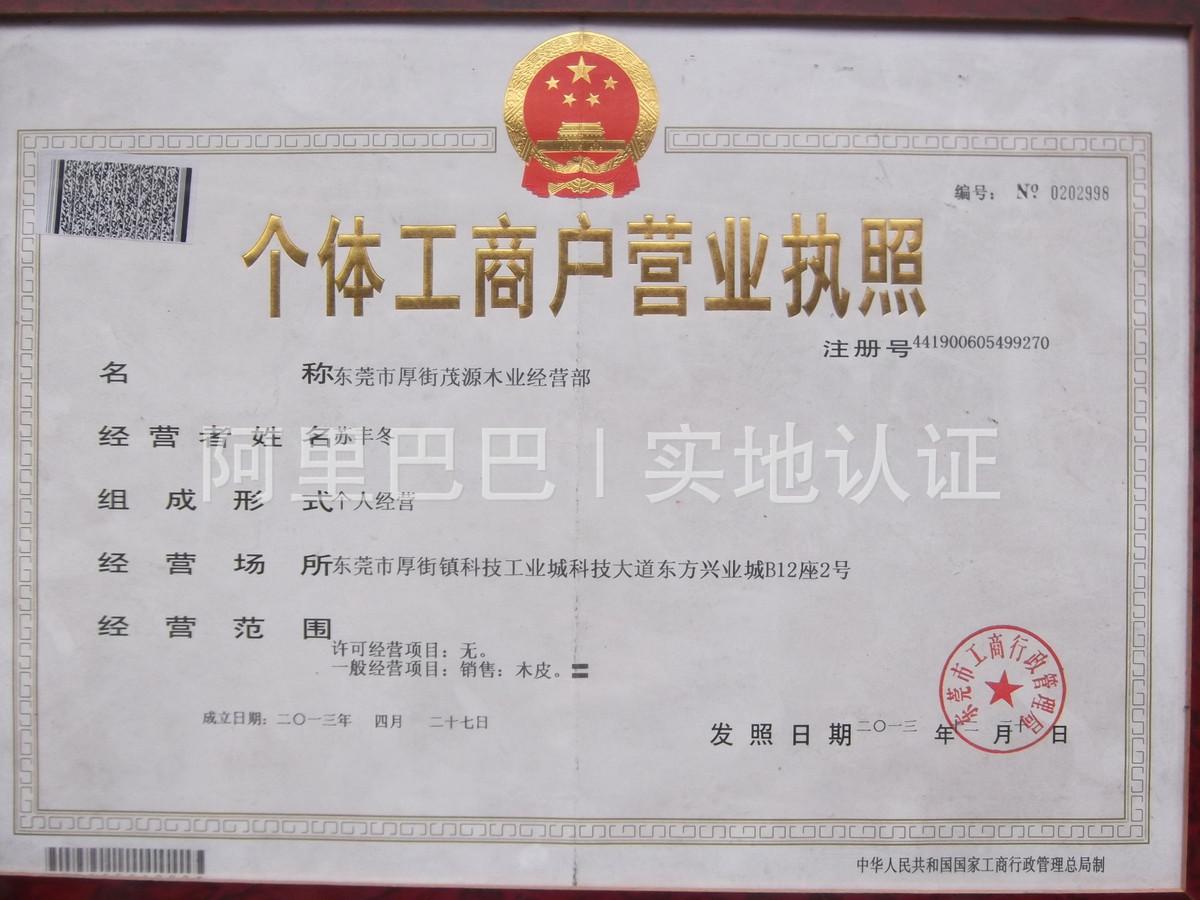 编号： Nº 0202998
个体工商户营业执照
注册号441900605499270
名称东莞市厚街茂源木业经营部
经营者姓名苏丰冬
阿里巴巴 | 实地认证
组成形式个人经营
经营场所东莞市厚街镇科技工业城科技大道东方兴业城B12座2号
经营范围
许可经营项目：无。
一般经营项目：销售：木皮。
成立日期：二〇一三年 四月 二十七日
东莞市工商行政管理局
发照日期二〇一三年 月 日
中华人民共和国国家工商行政管理总局制